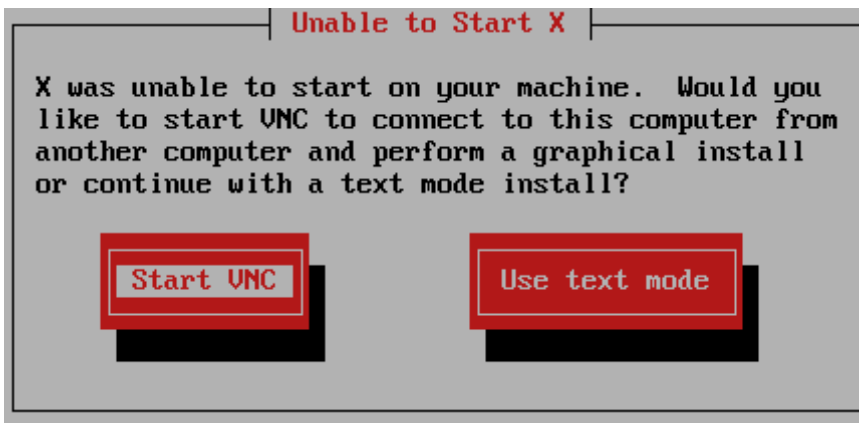 Unable to Start X
X was unable to start on your machine. Would you
like to start VNC to connect to this computer from
another computer and perform a graphical install
or continue with a text mode install?
Start VNC
Use text mode